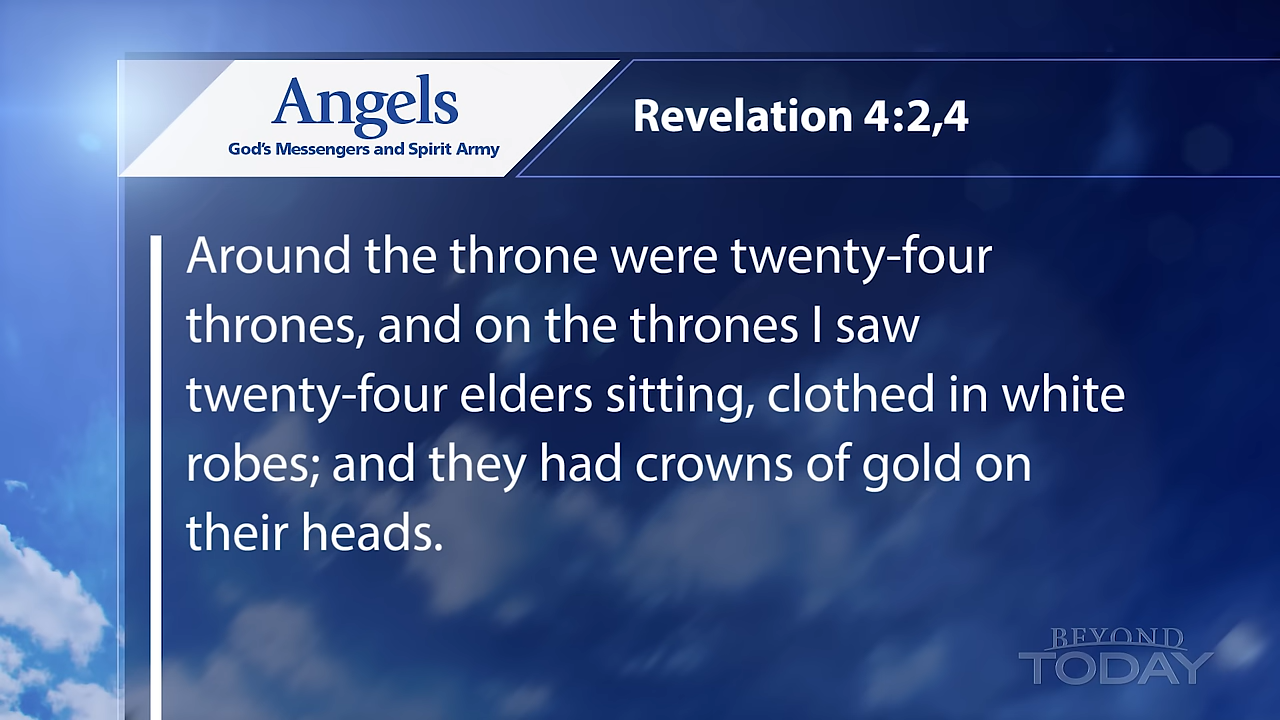 Angels
God's Messengers and Spirit Army
Revelation 4:2,4
Around the throne were twenty-four
thrones, and on the thrones I saw
twenty-four elders sitting, clothed in white
robes; and they had crowns of gold on
their heads.
BEYOND
TODAY